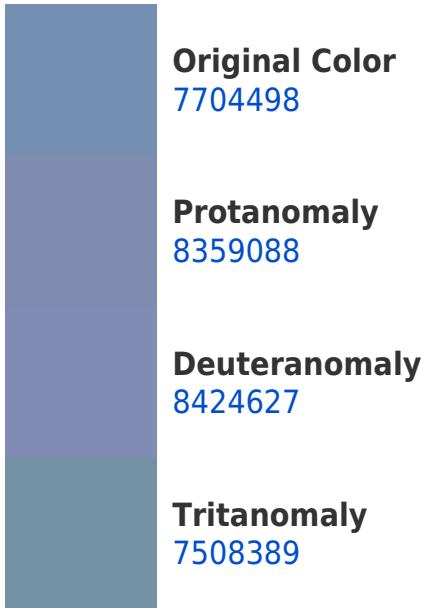 Original Color
7704498
Protanomaly
8359088
Deuteranomaly
8424627
Tritanomaly
7508389